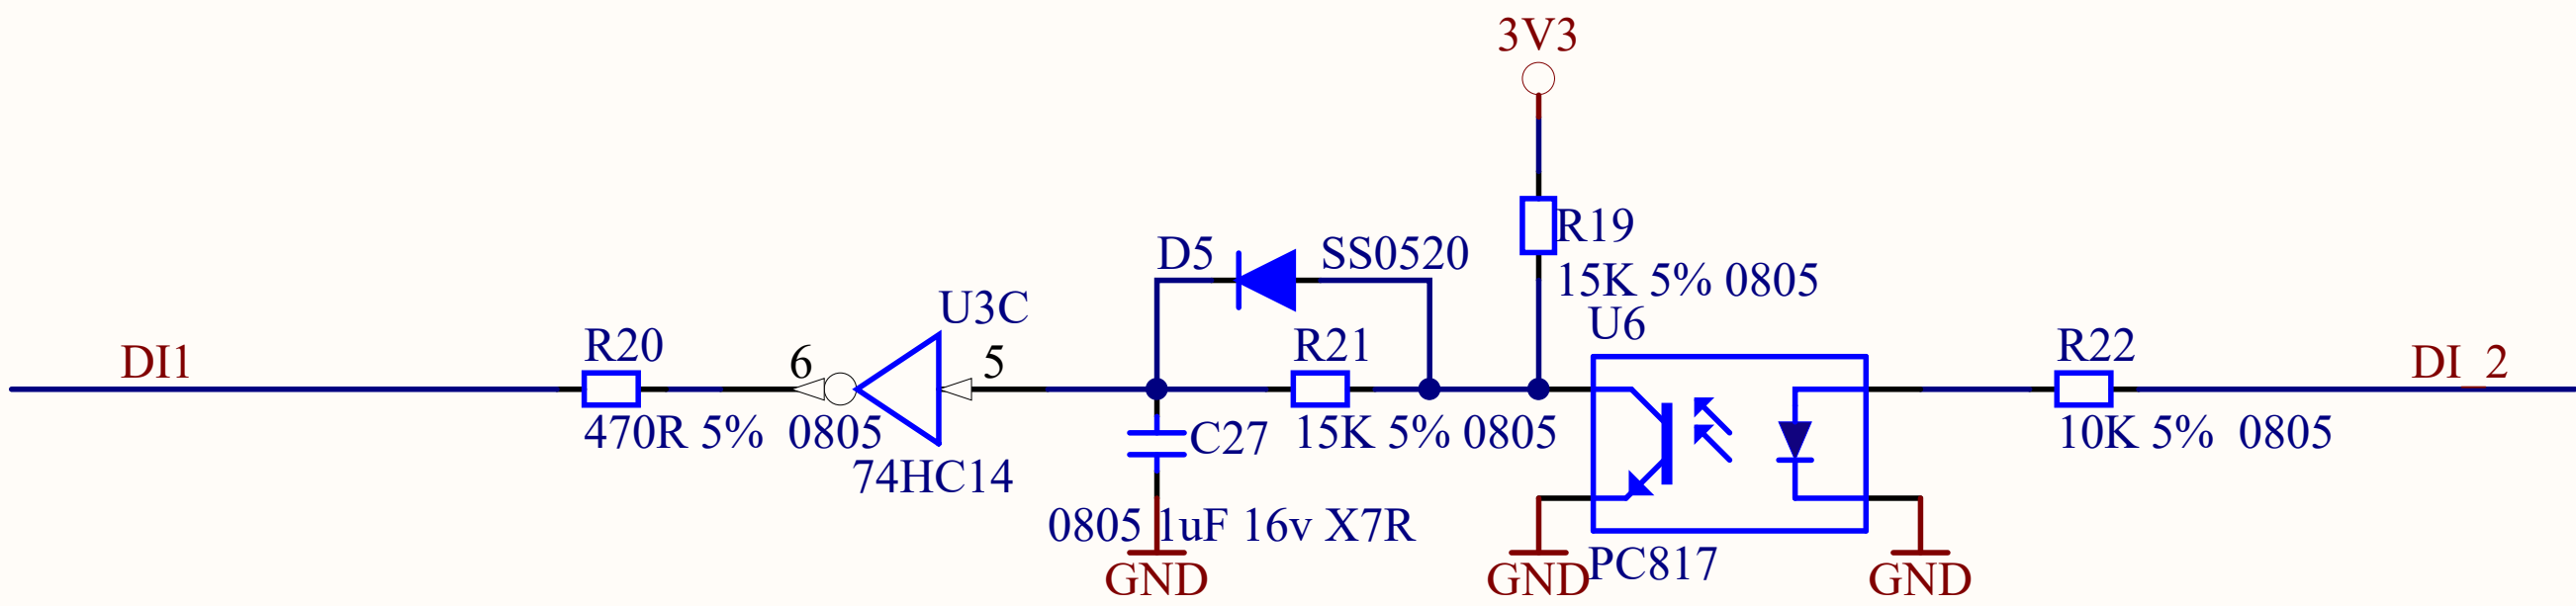 3V3
R19
15K 5% 0805
D5
SS0520
U3C
U6
DI1
R20
6
5
R21
R22
DI_2
470R 5%  0805
74HC14
C27
15K 5% 0805
10K 5%  0805
0805 1uF 16v X7R
GND
GND
PC817
GND